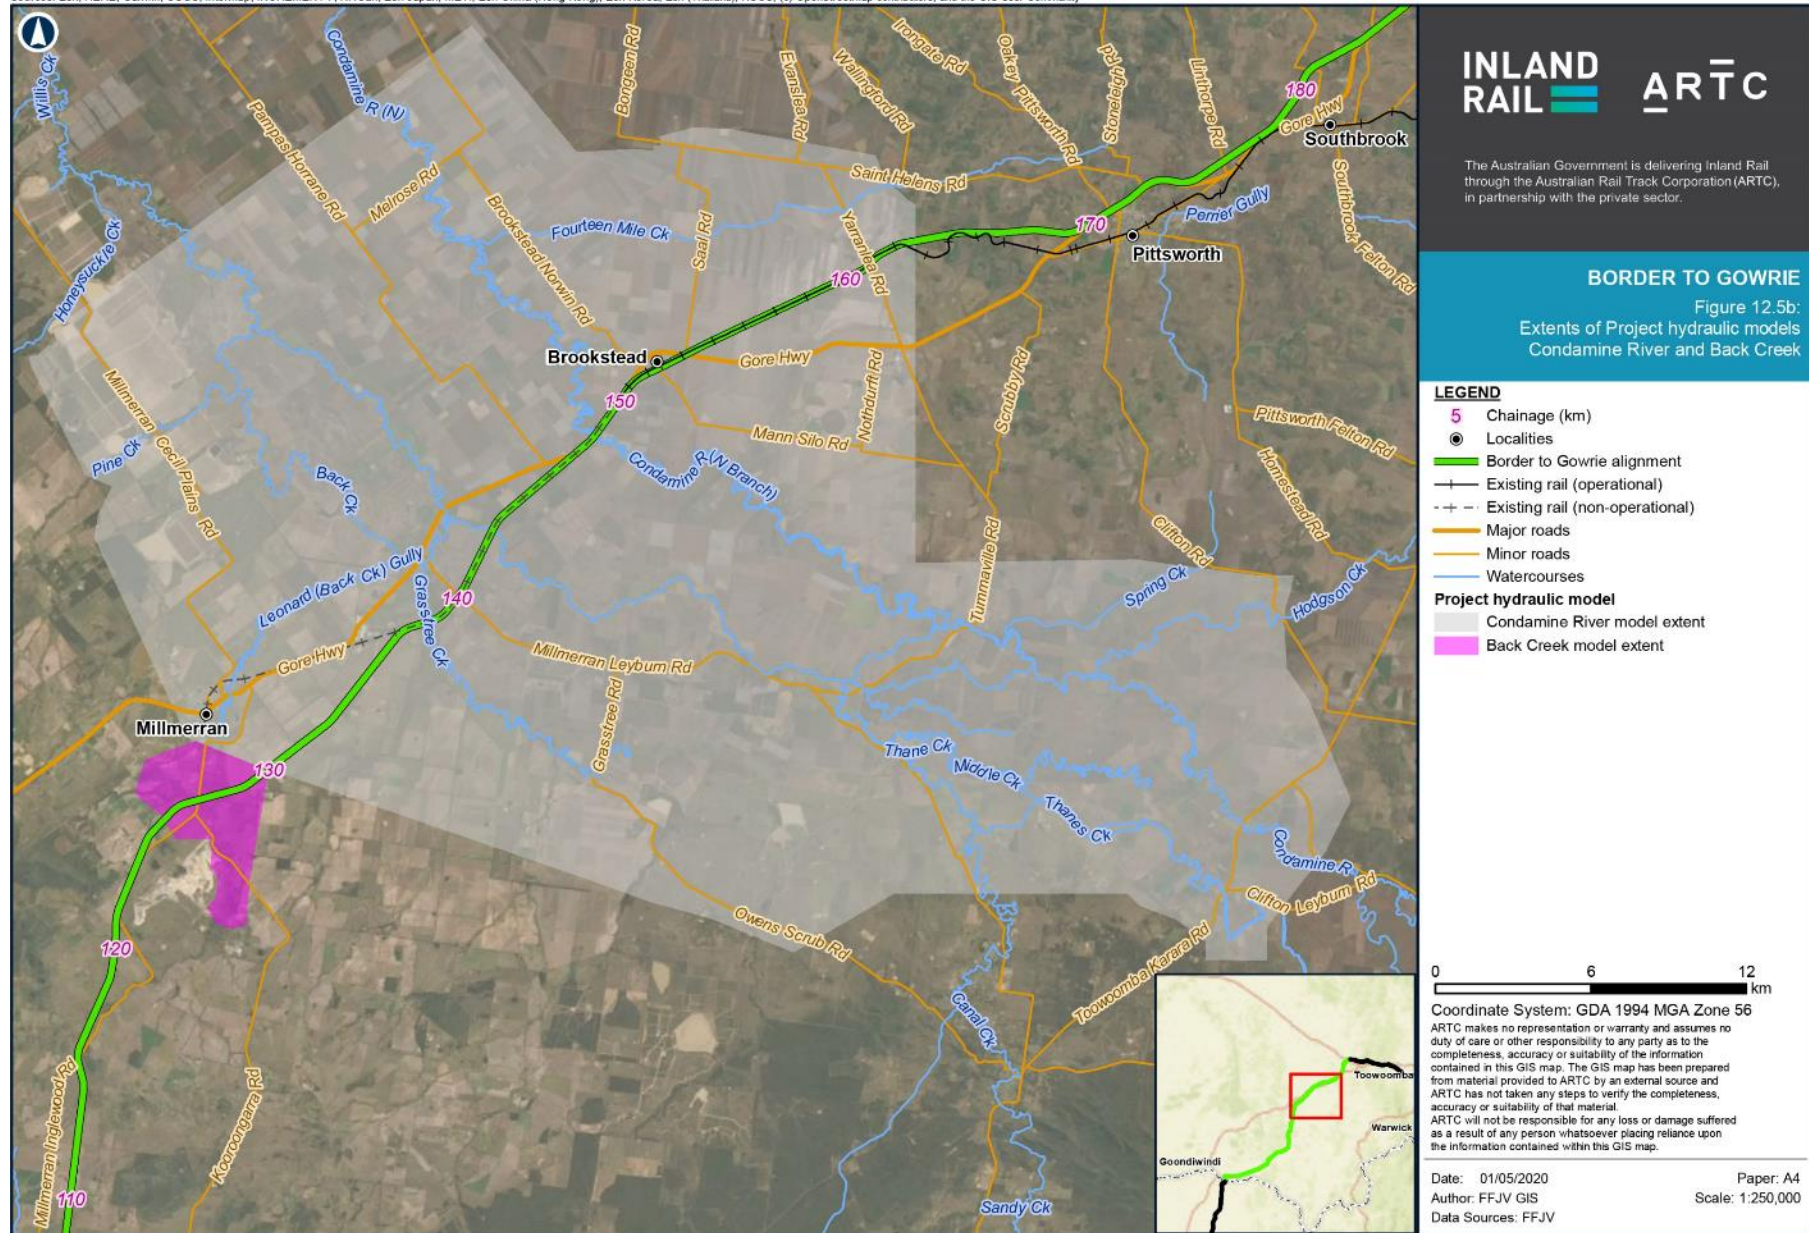 Willis Ck
Condamine R (N)
Pampas Horrane Rd
Melrose Rd
Honeysuckle Ck
Bongeen Rd
Evanslea Rd
Wallingford Rd
Irongate Rd
Oakey Pittsworth Rd
Stoneleigh Rd
Linthorpe Rd
180
Gore Hwy
Southbrook
Southbrook Felton Rd
Saint Helens Rd
Perrier Gully
Brookstead Norwin Rd
Fourteen Mile Ck
Sal Rd
Yarranlea Rd
170
Pittsworth
160
Brookstead
Gore Hwy
150
Nothdurft Rd
Scrubby Rd
Mann Silo Rd
Pittsworth Felton Rd
Homestead Rd
Millmerran Cecil Plains Rd
Pine Ck
Back Ck
Condamine R (N Branch)
Clifton Rd
Tummaville Rd
Leonard (Back Ck) Gully
Grasstree Ck
140
Spring Ck
Hodgson Ck
Gore Hwy
Millmerran Leyburn Rd
Grasstree Rd
Millmerran
130
Thane Ck
Middle Ck
Thanes Ck
Condamine R
Clifton Leyburn Rd
Owens Scrub Rd
120
Toowoomba Karara Rd
Canal Ck
Millmerran Inglewood Rd
Kooroongarra Rd
110
Sandy Ck
Toowoomba
Warwick
Goondiwindi
INLAND
RAIL
ARTC
The Australian Government is delivering Inland Rail
through the Australian Rail Track Corporation (ARTC),
in partnership with the private sector.
BORDER TO GOWRIE
Figure 12.5b:
Extents of Project hydraulic models
Condamine River and Back Creek
LEGEND
5 Chainage (km)
Localities
Border to Gowrie alignment
Existing rail (operational)
Existing rail (non-operational)
Major roads
Minor roads
Watercourses
Project hydraulic model
Condamine River model extent
Back Creek model extent
0 6 12
km
Coordinate System: GDA 1994 MGA Zone 56
ARTC makes no representation or warranty and assumes no
duty of care or other responsibility to any party as to the
completeness, accuracy or suitability of the information
contained in this GIS map. The GIS map has been prepared
from material provided to ARTC by an external source and
ARTC has not taken any steps to verify the completeness,
accuracy or suitability of that material.
ARTC will not be responsible for any loss or damage suffered
as a result of any person whatsoever placing reliance upon
the information contained within this GIS map.
Date: 01/05/2020 Paper: A4
Author: FFJV GIS Scale: 1:250,000
Data Sources: FFJV